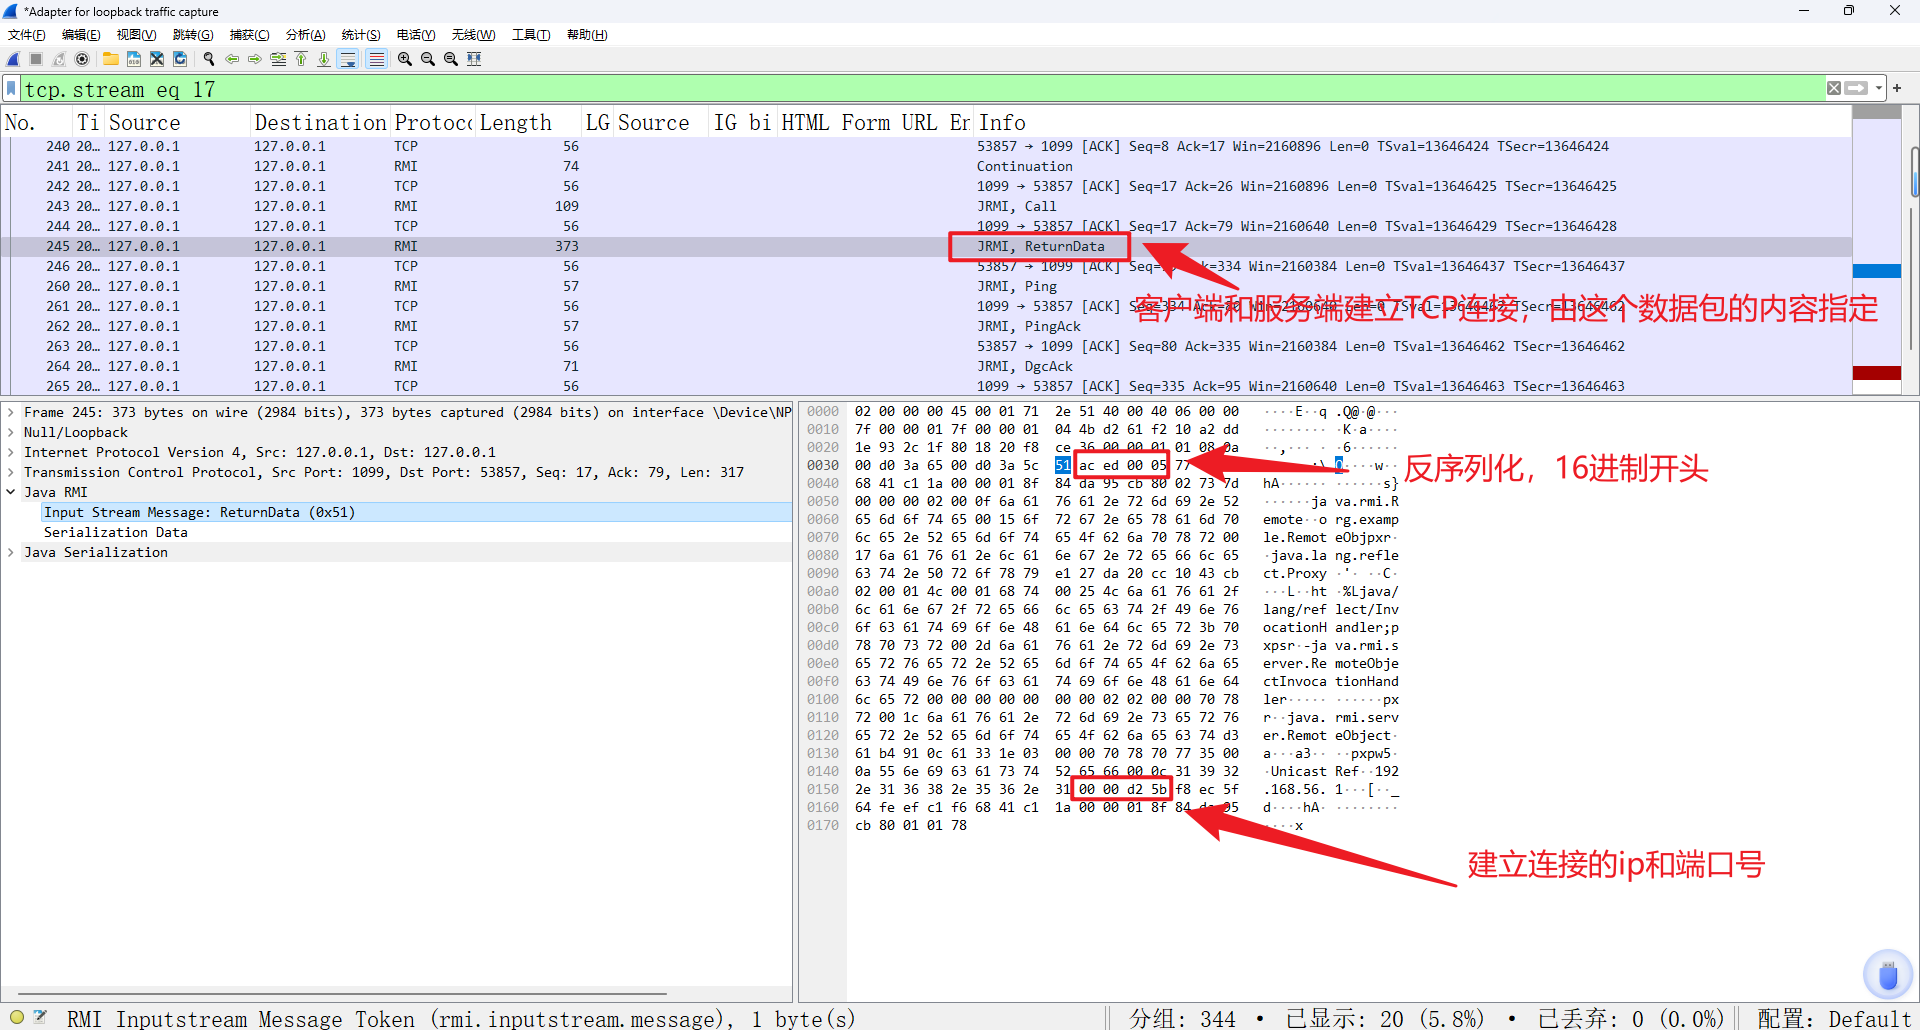 *Adapter for loopback traffic capture
文件(F) 编辑(E) 视图(V) 跳转(G) 捕获(C) 分析(A) 统计(S) 电话(Y) 无线(W) 工具(T) 帮助(H)
tcp.stream eq 17
No. Ti Source Destination Protoco Length LG Source IG bi HTML Form URL En Info
240 20… 127.0.0.1 127.0.0.1 TCP 56 53857 → 1099 [ACK] Seq=8 Ack=17 Win=2160896 Len=0 TSval=13646424 TSecr=13646424
241 20… 127.0.0.1 127.0.0.1 RMI 74 Continuation
242 20… 127.0.0.1 127.0.0.1 TCP 56 1099 → 53857 [ACK] Seq=17 Ack=26 Win=2160896 Len=0 TSval=13646425 TSecr=13646425
243 20… 127.0.0.1 127.0.0.1 RMI 109 JRMI, Call
244 20… 127.0.0.1 127.0.0.1 TCP 56 1099 → 53857 [ACK] Seq=17 Ack=79 Win=2160640 Len=0 TSval=13646429 TSecr=13646428
245 20… 127.0.0.1 127.0.0.1 RMI 373 JRMI, ReturnData
246 20… 127.0.0.1 127.0.0.1 TCP 56 53857 → 1099 [ACK] Ack=334 Win=2160384 Len=0 TSval=13646437 TSecr=13646437
260 20… 127.0.0.1 127.0.0.1 RMI 57 JRMI, Ping
客户端和服务端建立TCP连接，由这个数据包的内容指定
261 20… 127.0.0.1 127.0.0.1 TCP 56 1099 → 53857 [ACK] Seq=334 Ack=80 Win=2160640 Len=0 TSval=13646462 TSecr=13646462
262 20… 127.0.0.1 127.0.0.1 RMI 57 JRMI, PingAck
263 20… 127.0.0.1 127.0.0.1 TCP 56 53857 → 1099 [ACK] Seq=80 Ack=335 Win=2160384 Len=0 TSval=13646462 TSecr=13646462
264 20… 127.0.0.1 127.0.0.1 RMI 71 JRMI, DgcAck
265 20… 127.0.0.1 127.0.0.1 TCP 56 1099 → 53857 [ACK] Seq=335 Ack=95 Win=2160640 Len=0 TSval=13646463 TSecr=13646463
Frame 245: 373 bytes on wire (2984 bits), 373 bytes captured (2984 bits) on interface \Device\NP
Null/Loopback
Internet Protocol Version 4, Src: 127.0.0.1, Dst: 127.0.0.1
Transmission Control Protocol, Src Port: 1099, Dst Port: 53857, Seq: 17, Ack: 79, Len: 317
Java RMI
Input Stream Message: ReturnData (0x51)
Serialization Data
Java Serialization
0000 02 00 00 00 45 00 01 71 2e 51 40 00 40 06 00 00 ····E··q .Q@·@···
0010 7f 00 00 01 7f 00 00 01 04 4b d2 61 f2 10 a2 dd ········ ·K·a····
0020 1e 93 2c 1f 80 18 20 f8 ce 36 00 00 01 01 08 0a ··,··· · ·6······
0030 00 d0 3a 65 00 d0 3a 5c 51 ac ed 00 05 77 :\ Q····w··
反序列化，16进制开头
0040 68 41 c1 1a 00 00 01 8f 84 da 95 cb 80 02 73 7d hA······ ······s}
0050 00 00 00 02 00 0f 6a 61 76 61 2e 72 6d 69 2e 52 ······ja va.rmi.R
0060 65 6d 6f 74 65 00 15 6f 72 67 2e 65 78 61 6d 70 emote··o rg.examp
0070 6c 65 2e 52 65 6d 6f 74 65 4f 62 6a 70 78 72 00 le.Remot eObjpxr·
0080 17 6a 61 76 61 2e 6c 61 6e 67 2e 72 65 66 6c 65 ·java.la ng.refle
0090 63 74 2e 50 72 6f 78 79 e1 27 da 20 cc 10 43 cb ct.Proxy ·'· ··C·
00a0 02 00 01 4c 00 01 68 74 00 25 4c 6a 61 76 61 2f ···L··ht ·%Ljava/
00b0 6c 61 6e 67 2f 72 65 66 6c 65 63 74 2f 49 6e 76 lang/ref lect/Inv
00c0 6f 63 61 74 69 6f 6e 48 61 6e 64 6c 65 72 3b 70 ocationH andler;p
00d0 78 70 73 72 00 2d 6a 61 76 61 2e 72 6d 69 2e 73 xpsr·-ja va.rmi.s
00e0 65 72 76 65 72 2e 52 65 6d 6f 74 65 4f 62 6a 65 erver.Re moteObje
00f0 63 74 49 6e 76 6f 63 61 74 69 6f 6e 48 61 6e 64 ctInvoca tionHand
0100 6c 65 72 00 00 00 00 00 00 00 02 02 00 00 70 78 ler····· ······px
0110 72 00 1c 6a 61 76 61 2e 72 6d 69 2e 73 65 72 76 r··java. rmi.serv
0120 65 72 2e 52 65 6d 6f 74 65 4f 62 6a 65 63 74 d3 er.Remot eObject·
0130 61 b4 91 0c 61 33 1e 03 00 00 70 78 70 77 35 00 a···a3·· ··pxpw5·
0140 0a 55 6e 69 63 61 73 74 52 65 66 00 0c 31 39 32 ·Unicast Ref··192
0150 2e 31 36 38 2e 35 36 2e 31 00 00 d2 5b f8 ec 5f .168.56. 1···[··_
0160 64 fe ef c1 f6 68 41 c1 1a 00 00 01 8f 84 da 95 d····hA· ········
0170 cb 80 01 01 78 ····x
建立连接的ip和端口号
RMI Inputstream Message Token (rmi.inputstream.message), 1 byte(s) 分组: 344 · 已显示: 20 (5.8%) · 已丢弃: 0 (0.0%) 配置: Default